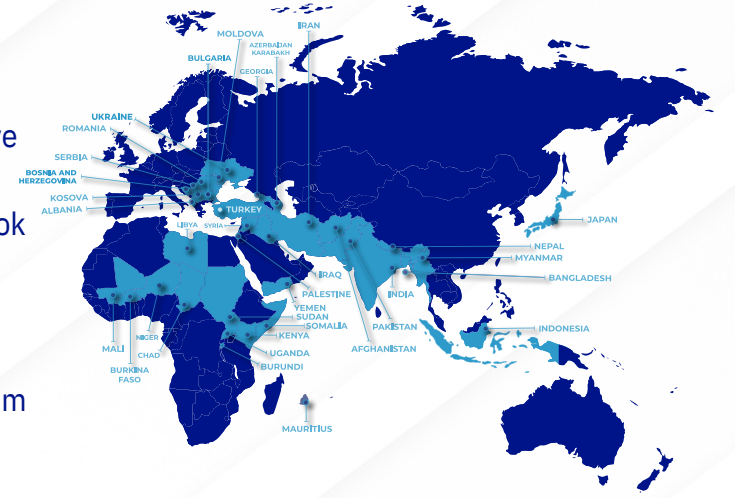 IRAN
MOLDOVA
AZERBAIJAN
KARABAKH
BULGARIA
GEORGIA
UKRAINE
ROMANIA
SERBIA
BOSNIA AND
HERZEGOVINA
KOSOVA
ALBANIA
TURKEY
LIBYA
SYRIA
JAPAN
NEPAL
MYANMAR
BANGLADESH
IRAQ
INDIA
PALESTINE
YEMEN
SUDAN
SOMALIA
KENYA
PAKISTAN
INDONESIA
AFGHANISTAN
UGANDA
BURUNDI
MALI
NIGER
CHAD
BURKINA
FASO
MAURITIUS
ve
ok
m